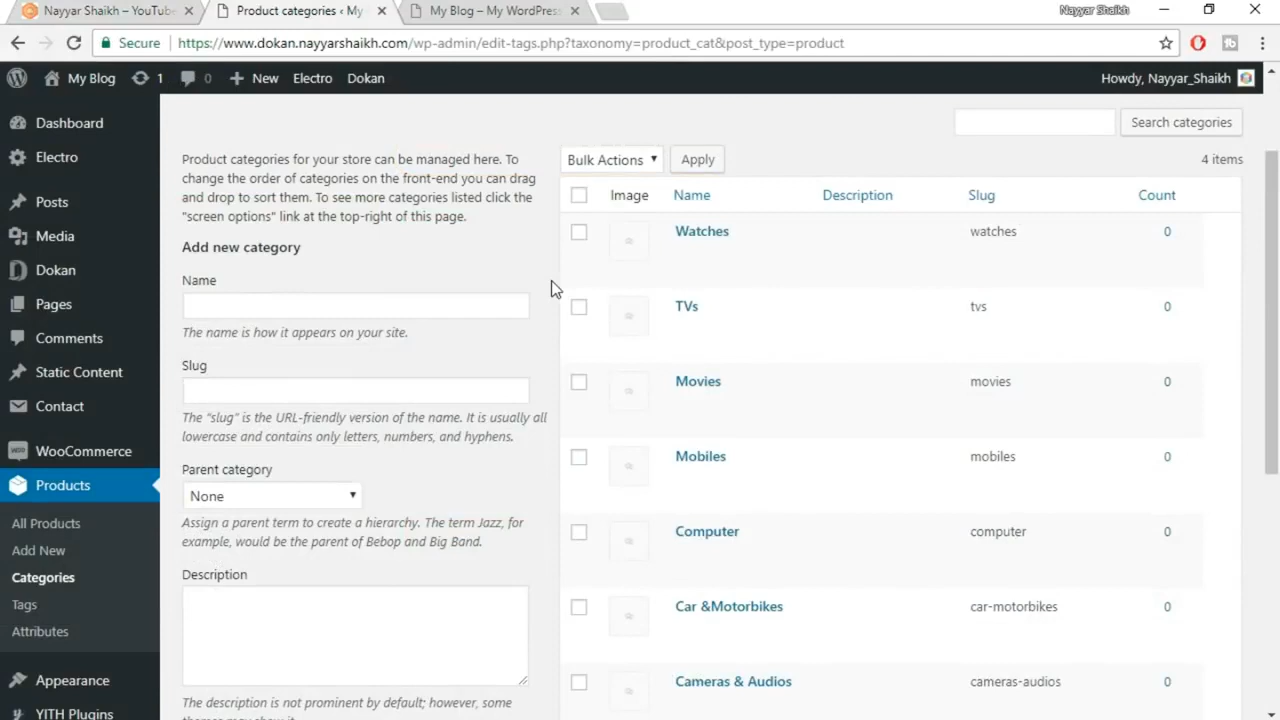 Nayyar Shaikh – YouTube
Product categories ‹ My
My Blog – My WordPress
Nayyar Shaikh
Secure
https://www.dokan.nayyarshaikh.com/wp-admin/edit-tags.php?taxonomy=product_cat&post_type=product
My Blog
1
0
New
Electro
Dokan
Howdy, Nayyar_Shaikh
Dashboard
Electro
Posts
Media
Dokan
Pages
Comments
Static Content
Contact
WooCommerce
Products
All Products
Add New
Categories
Tags
Attributes
Appearance
YITH Plugins
Search categories
Product categories for your store can be managed here. To
change the order of categories on the front-end you can drag
and drop to sort them. To see more categories listed click the
"screen options" link at the top-right of this page.
Add new category
Name
The name is how it appears on your site.
Slug
The “slug” is the URL-friendly version of the name. It is usually all
lowercase and contains only letters, numbers, and hyphens.
Parent category
None
Assign a parent term to create a hierarchy. The term Jazz, for
example, would be the parent of Bebop and Big Band.
Description
The description is not prominent by default; however, some
themes may show it.
Bulk Actions
Apply
4 items
Image Name Description Slug Count
Watches watches 0
TVs tvs 0
Movies movies 0
Mobiles mobiles 0
Computer computer 0
Car &Motorbikes car-motorbikes 0
Cameras & Audios cameras-audios 0